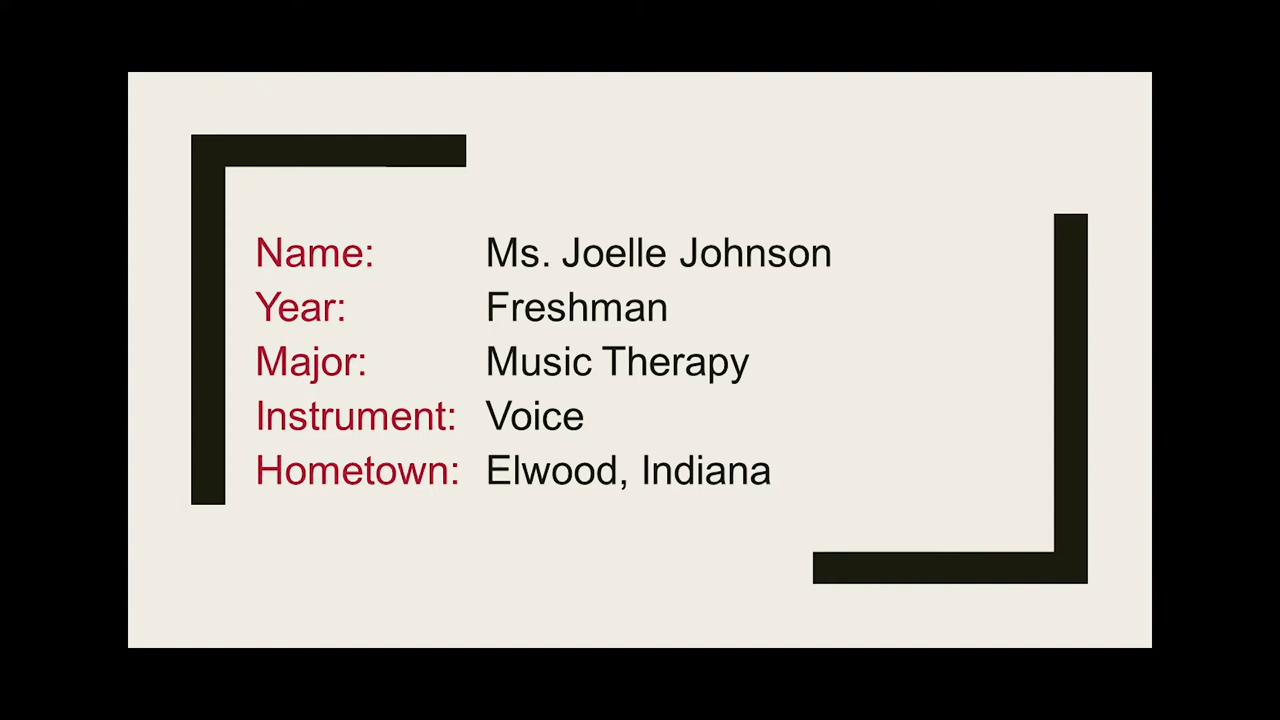 Name: Ms. Joelle Johnson
Year: Freshman
Major: Music Therapy
Instrument: Voice
Hometown: Elwood, Indiana